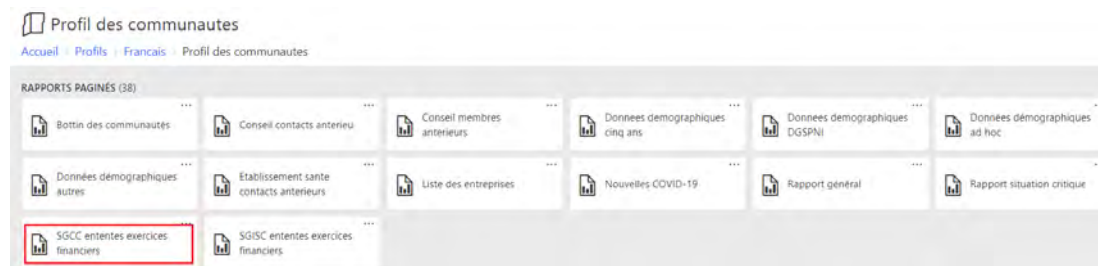 Profil des communautes
Accueil Profils Francais Profil des communautes
RAPPORTS PAGINÉS (38)
Bottin des communautés
Conseil contacts anterieu
Conseil membres
anterieurs
Donnees demographiques
cinq ans
Donnees demographiques
DGSPNI
Données démographiques
ad hoc
Données démographiques
autres
Etablissement sante
contacts anterieurs
Liste des entreprises
Nouvelles COVID-19
Rapport général
Rapport situation critique
SGCC ententes exercices
financiers
SGISC ententes exercices
financiers